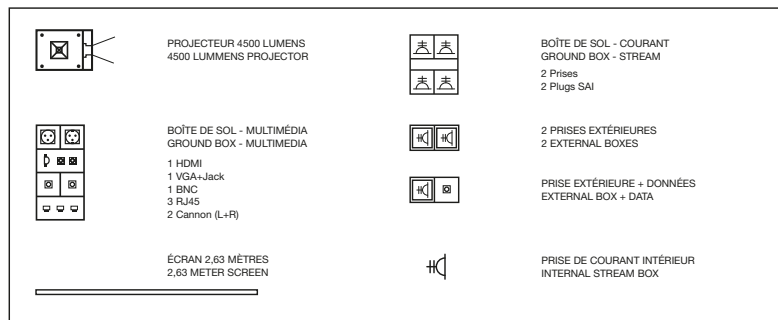 PROJECTEUR 4500 LUMENS
4500 LUMMENS PROJECTOR
BOÎTE DE SOL - MULTIMÉDIA
GROUND BOX - MULTIMEDIA
1 HDMI
1 VGA+Jack
1 BNC
3 RJ45
2 Cannon (L+R)
ÉCRAN 2,63 MÈTRES
2,63 METER SCREEN
BOÎTE DE SOL - COURANT
GROUND BOX - STREAM
2 Prises
2 Plugs SAI
2 PRISES EXTÉRIEURES
2 EXTERNAL BOXES
PRISE EXTÉRIEURE + DONNÉES
EXTERNAL BOX + DATA
PRISE DE COURANT INTÉRIEUR
INTERNAL STREAM BOX